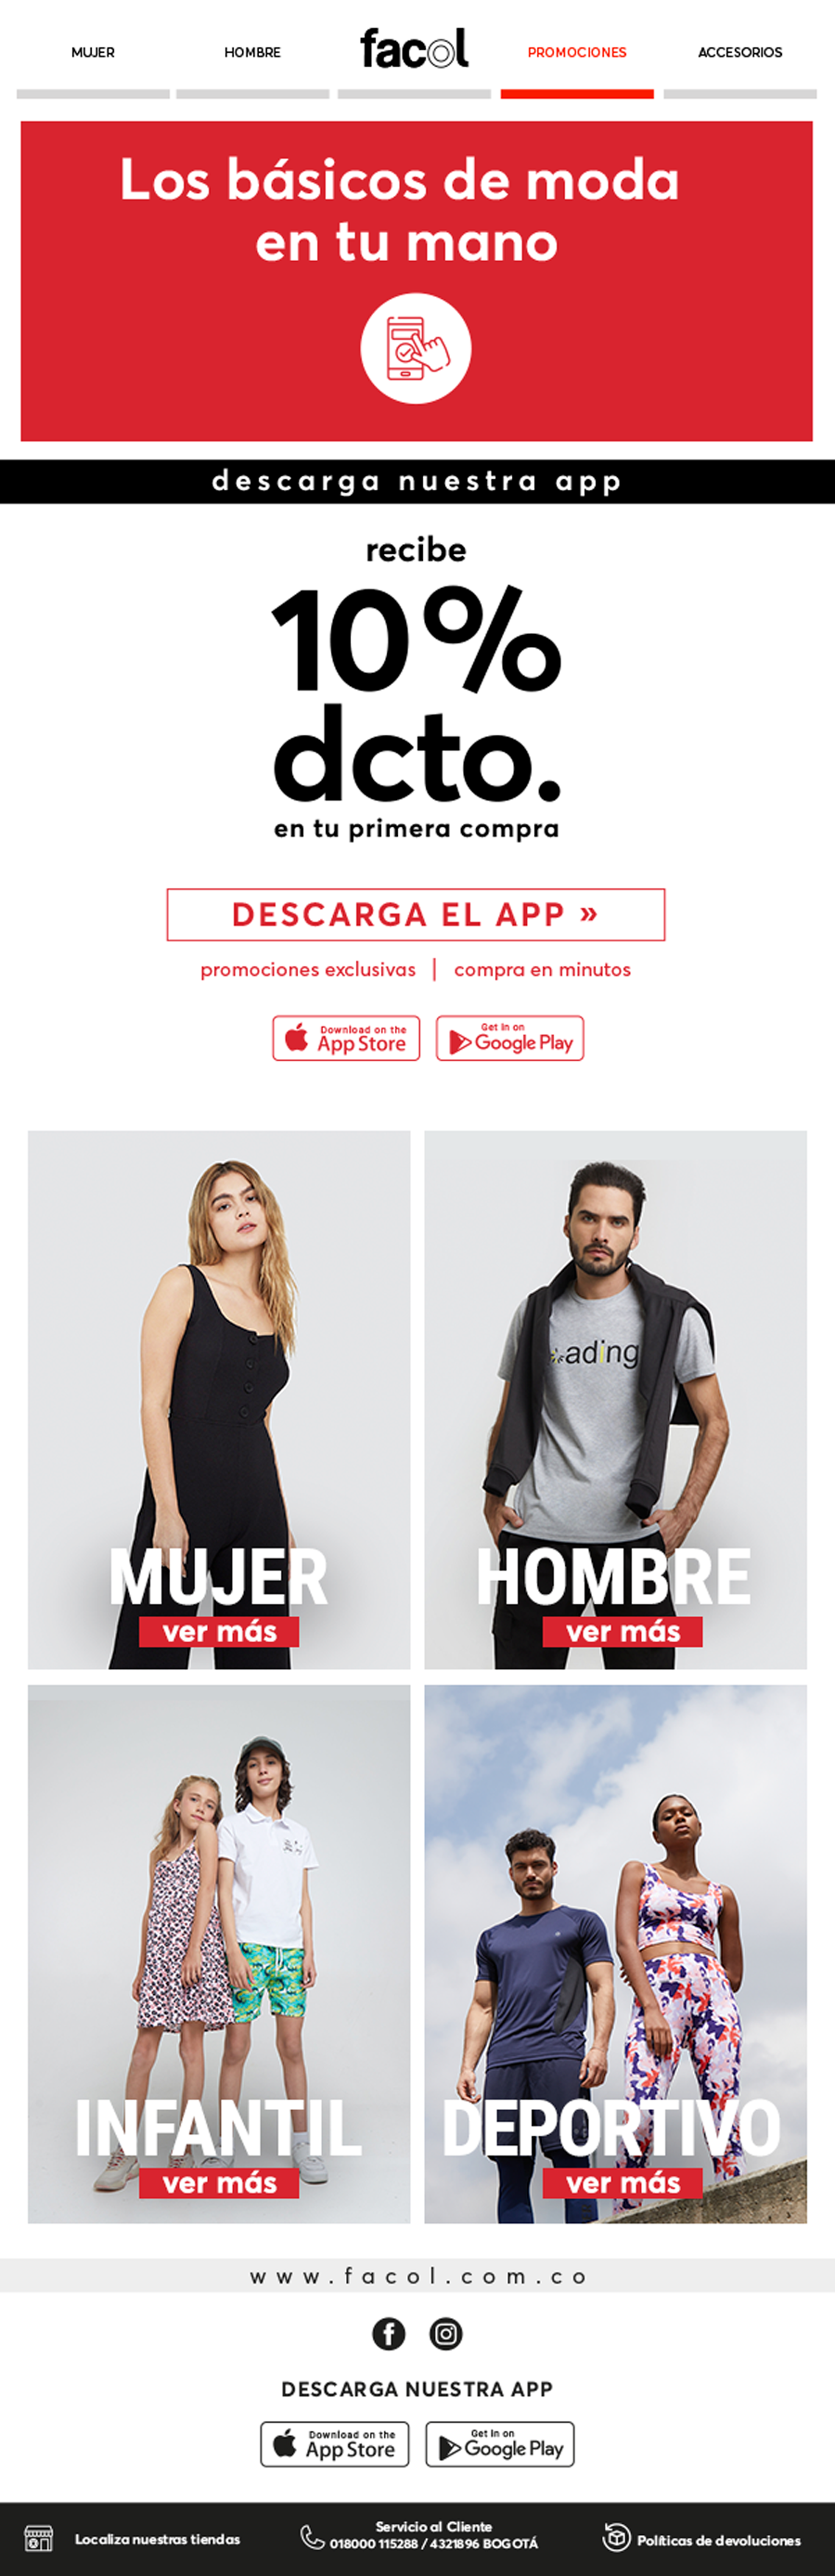 MUJER
HOMBRE
facol
PROMOCIONES
ACCESORIOS
Los básicos de moda
en tu mano
descarga nuestra app
recibe
10%
dcto.
en tu primera compra
DESCARGA EL APP »
promociones exclusivas | compra en minutos
Download on the
App Store
Get in on
Google Play
ading
MUJER
ver más
HOMBRE
ver más
INFANTIL
ver más
DEPORTIVO
ver más
www.facol.com.co
DESCARGA NUESTRA APP
Download on the
App Store
Get in on
Google Play
Localiza nuestras tiendas
Servicio al Cliente
018000 115288 / 4321896 BOGOTÁ
Políticas de devoluciones